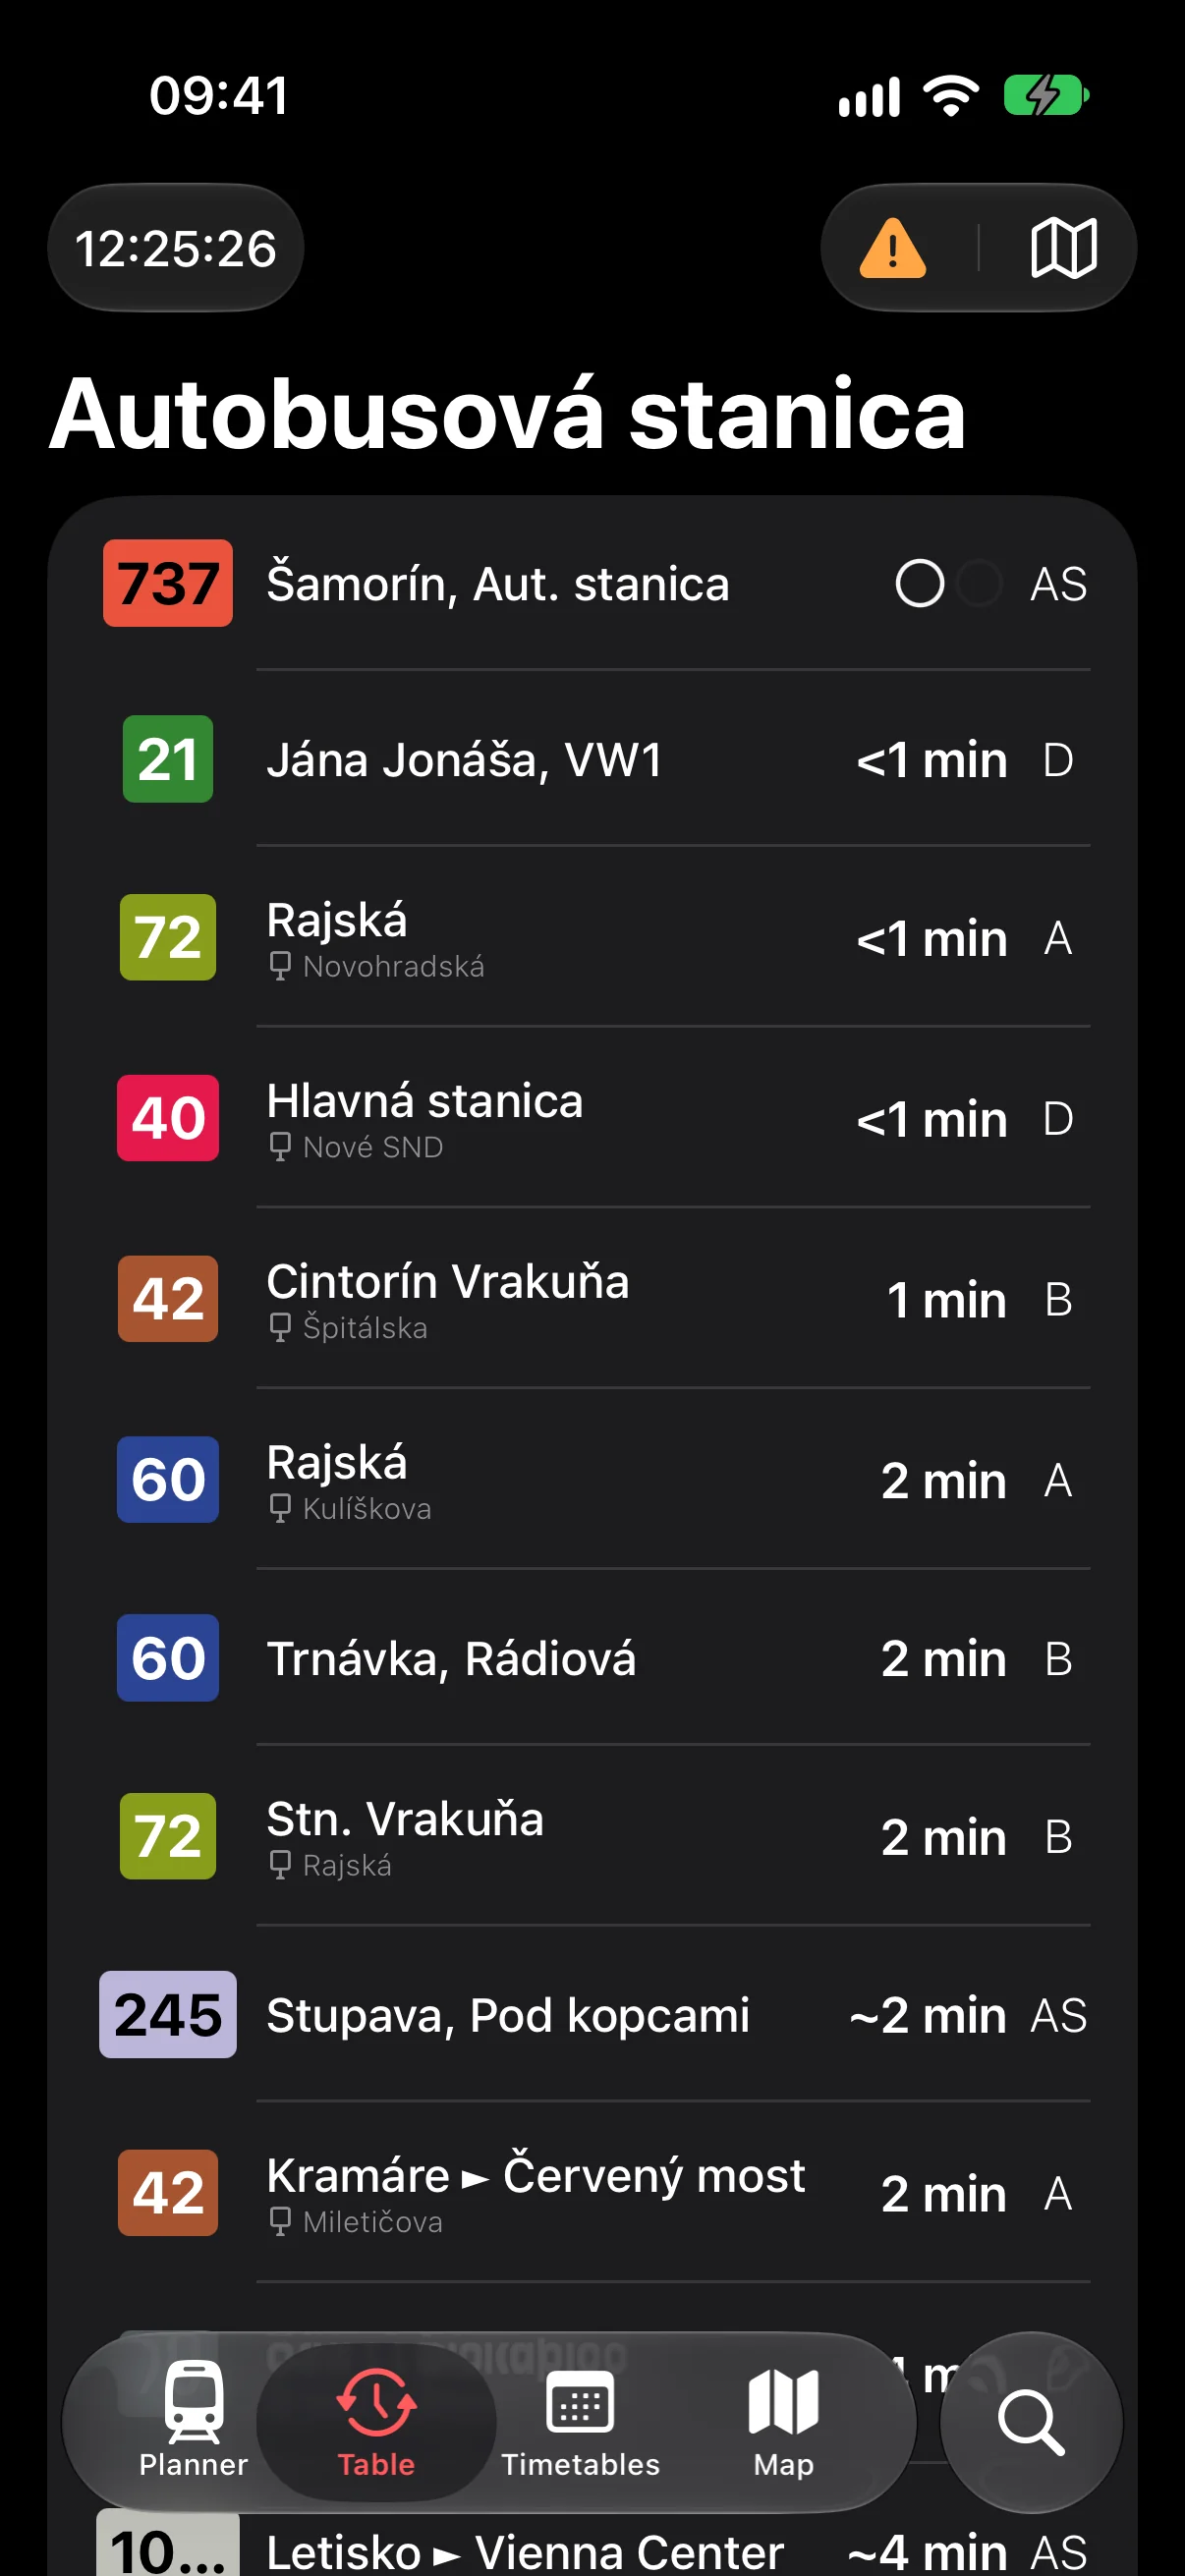 09:41
12:25:26
Autobusová stanica
737 Šamorín, Aut. stanica AS
21 Jána Jonáša, VW1 <1 min D
72 Rajská <1 min A
Novohradská
40 Hlavná stanica <1 min D
Nové SND
42 Cintorín Vrakuňa 1 min B
Špitálska
60 Rajská 2 min A
Kulíškova
60 Trnávka, Rádiová 2 min B
72 Stn. Vrakuňa 2 min B
Rajská
245 Stupava, Pod kopcami ~2 min AS
42 Kramáre ► Červený most 2 min A
Miletičova
Planner Table Timetables Map
10... Letisko ► Vienna Center ~4 min AS